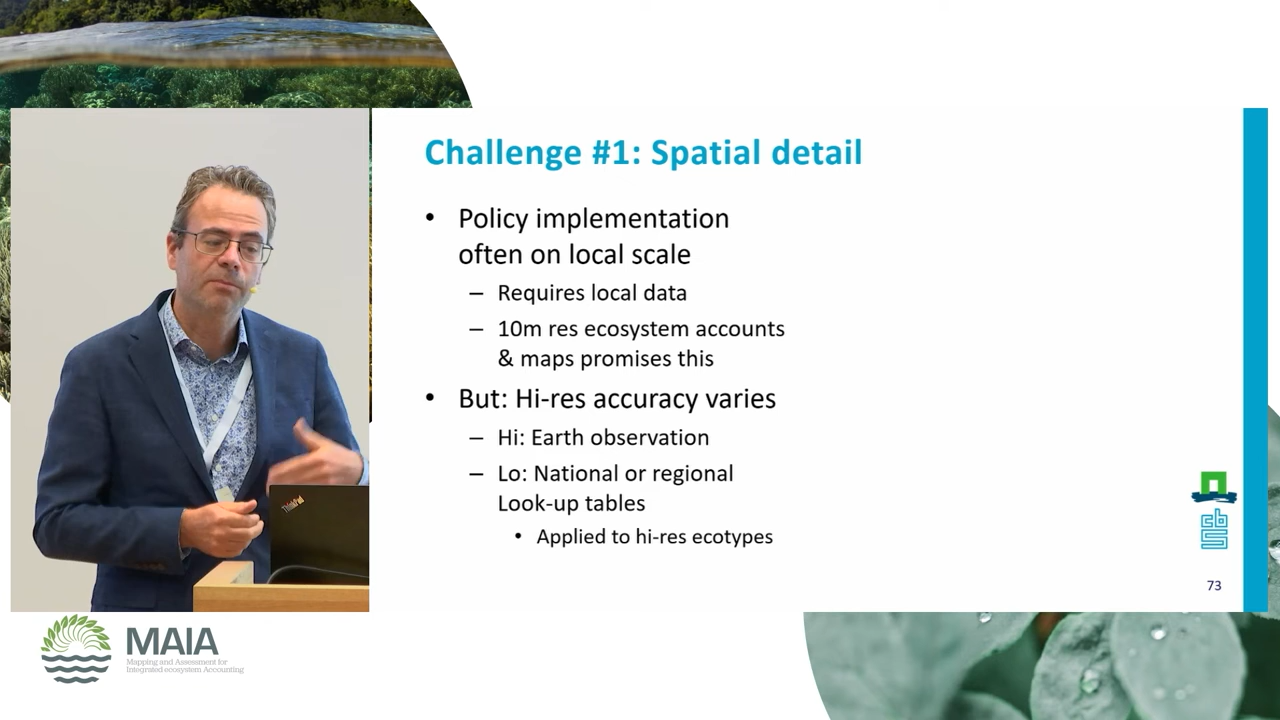 Challenge #1: Spatial detail
• Policy implementation
often on local scale
– Requires local data
– 10m res ecosystem accounts
& maps promises this
• But: Hi-res accuracy varies
– Hi: Earth observation
– Lo: National or regional
Look-up tables
• Applied to hi-res ecotypes
ThinkPad
cbs
73
MAIA
Mapping and Assessment for
Integrated ecosystem Accounting